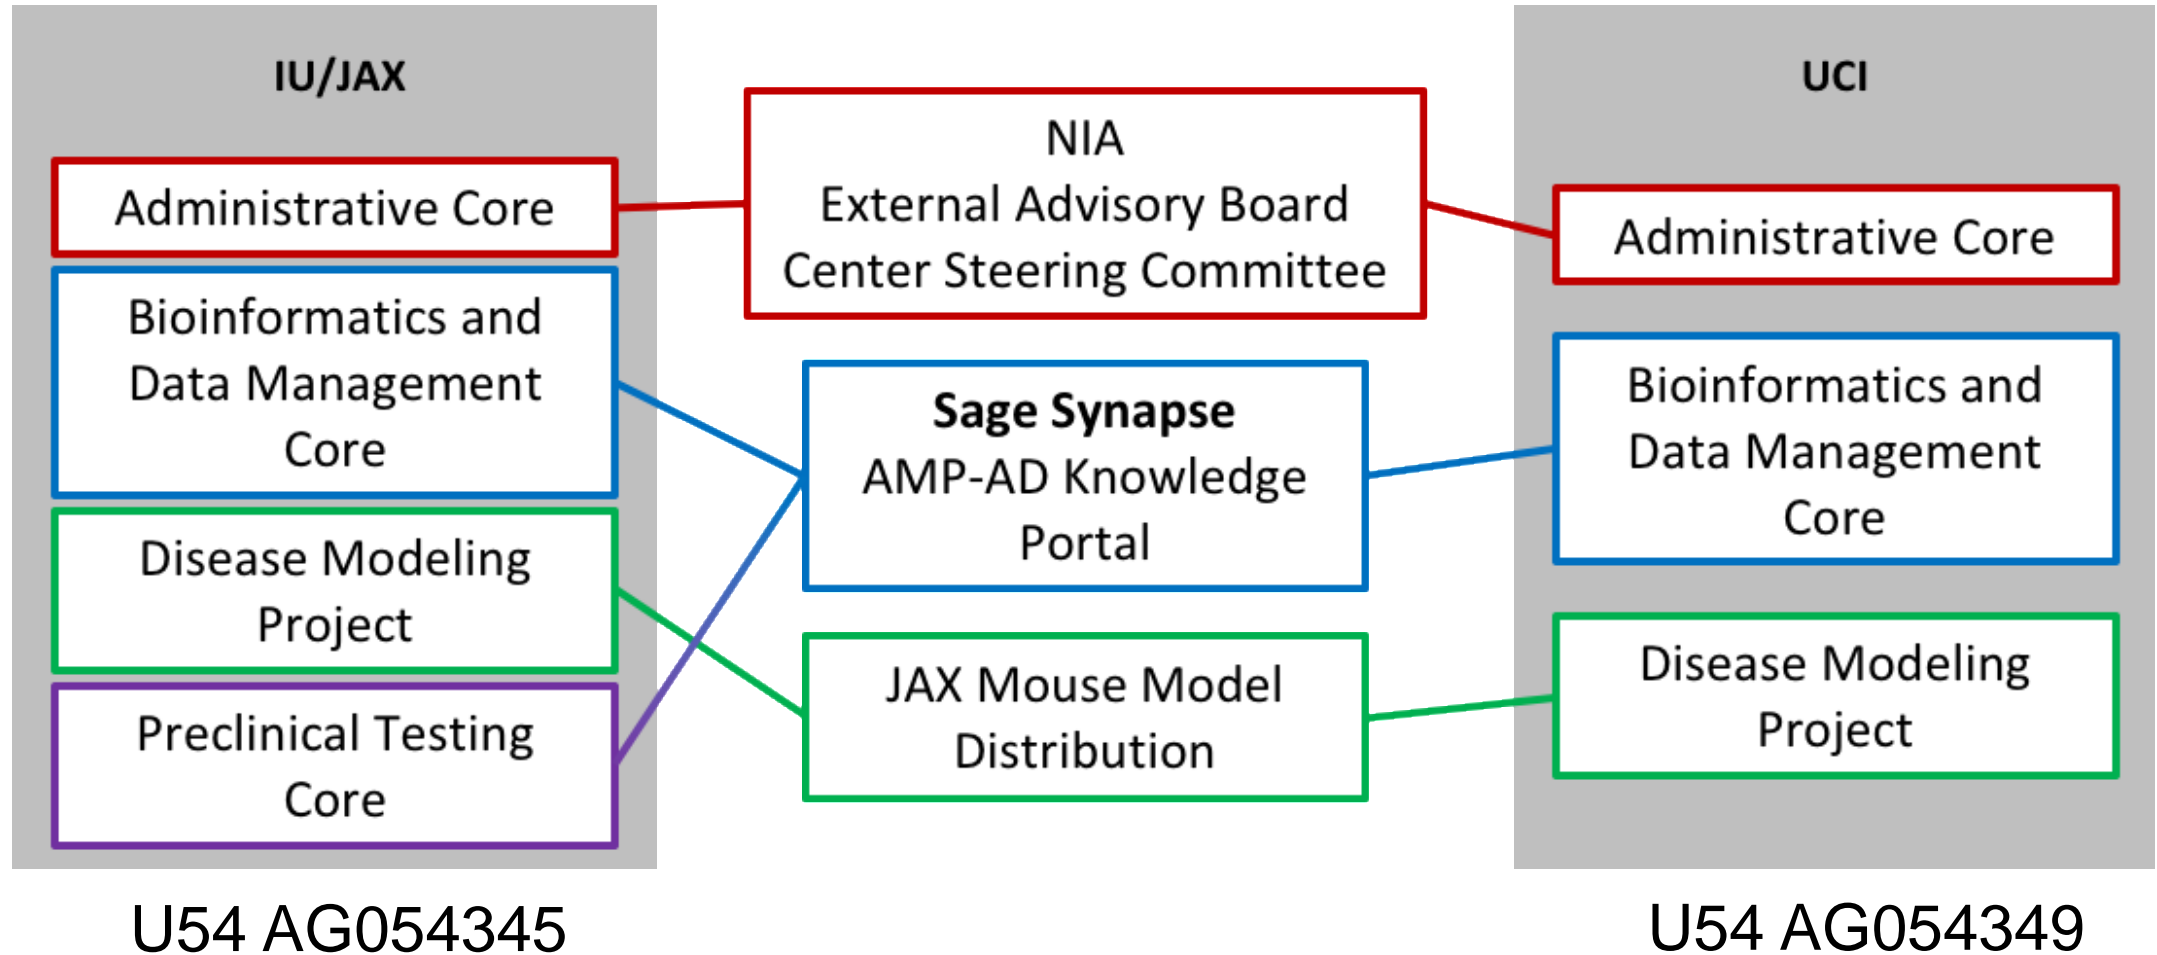 IU/JAX
Administrative Core
Bioinformatics and
Data Management
Core
Disease Modeling
Project
Preclinical Testing
Core
U54 AG054345
NIA
External Advisory Board
Center Steering Committee
Sage Synapse
AMP-AD Knowledge
Portal
JAX Mouse Model
Distribution
UCI
Administrative Core
Bioinformatics and
Data Management
Core
Disease Modeling
Project
U54 AG054349